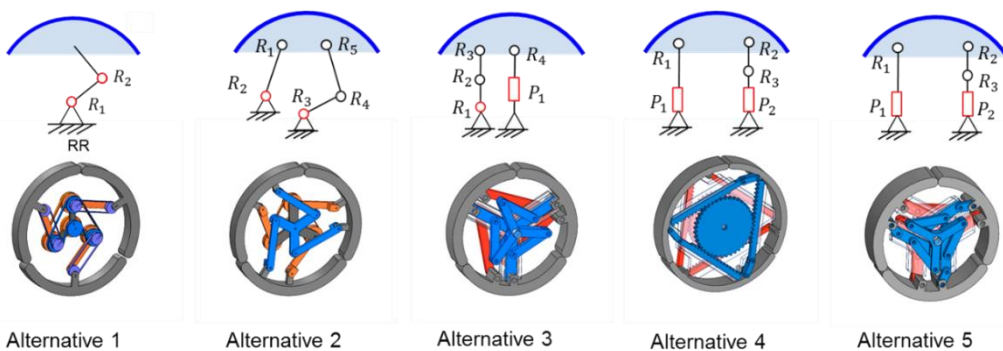 R₂
R₁
RR
R₁
R₅
R₂
R₃
R₄
R₃
R₄
R₂
P₁
R₁
R₁
R₂
R₃
P₁
P₂
R₁
R₂
R₃
P₁
P₂
Alternative 1
Alternative 2
Alternative 3
Alternative 4
Alternative 5